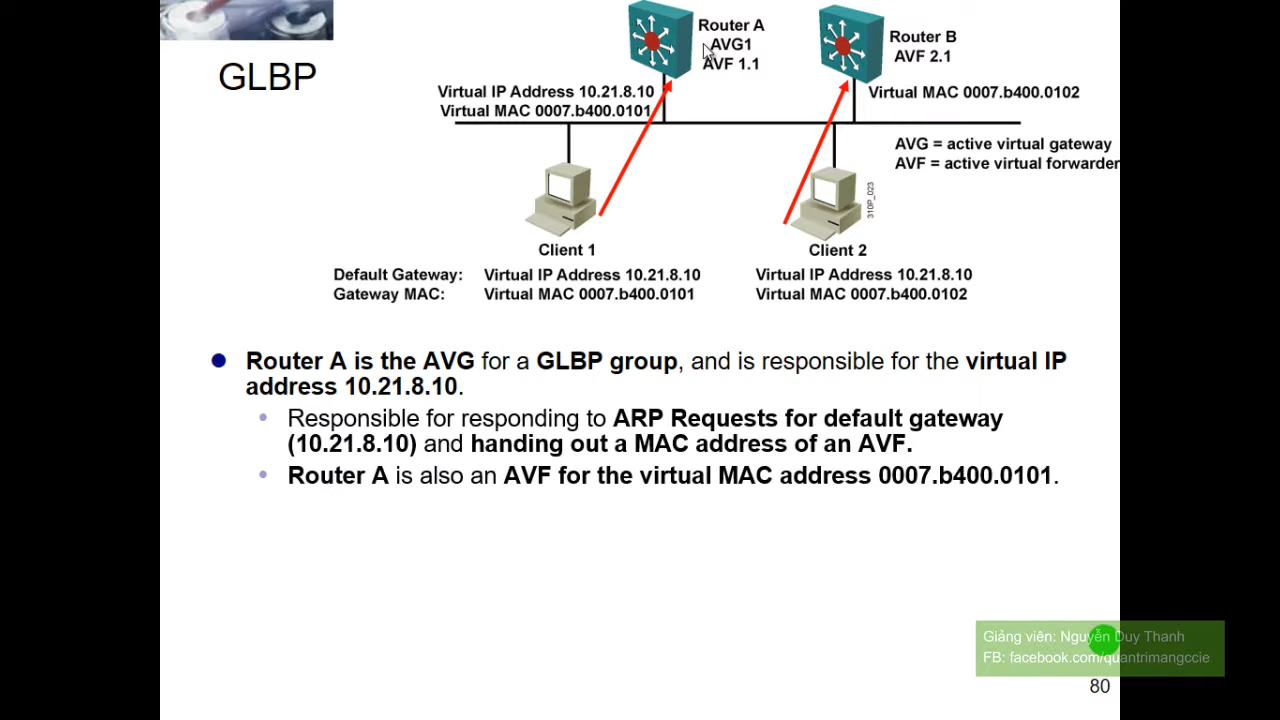 GLBP
Router A
AVG1
AVF 1.1
Router B
AVF 2.1
Virtual IP Address 10.21.8.10
Virtual MAC 0007.b400.0101
Virtual MAC 0007.b400.0102
AVG = active virtual gateway
AVF = active virtual forwarder
310P_023
Client 1
Client 2
Default Gateway: Virtual IP Address 10.21.8.10 Virtual IP Address 10.21.8.10
Gateway MAC: Virtual MAC 0007.b400.0101 Virtual MAC 0007.b400.0102
Router A is the AVG for a GLBP group, and is responsible for the virtual IP
address 10.21.8.10.
Responsible for responding to ARP Requests for default gateway
(10.21.8.10) and handing out a MAC address of an AVF.
Router A is also an AVF for the virtual MAC address 0007.b400.0101.
Giảng viên: Nguyễn Duy Thanh
FB: facebook.com/quantrimangccie
80